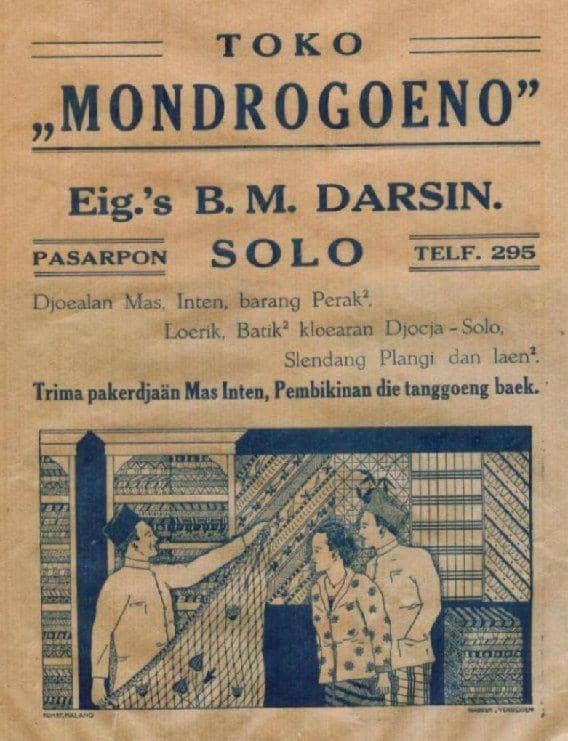 TOKO
„MONDROGOENO”
Eig.'s B. M. DARSIN.
PASARPON SOLO TELF. 295
Djoealan Mas, Inten, barang Perak²,
Loerik, Batik² kloearan Djocja - Solo,
Slendang Plangi dan laen².
Trima pakerdjaän Mas Inten, Pembikinan die tanggoeng baek.
MALANG